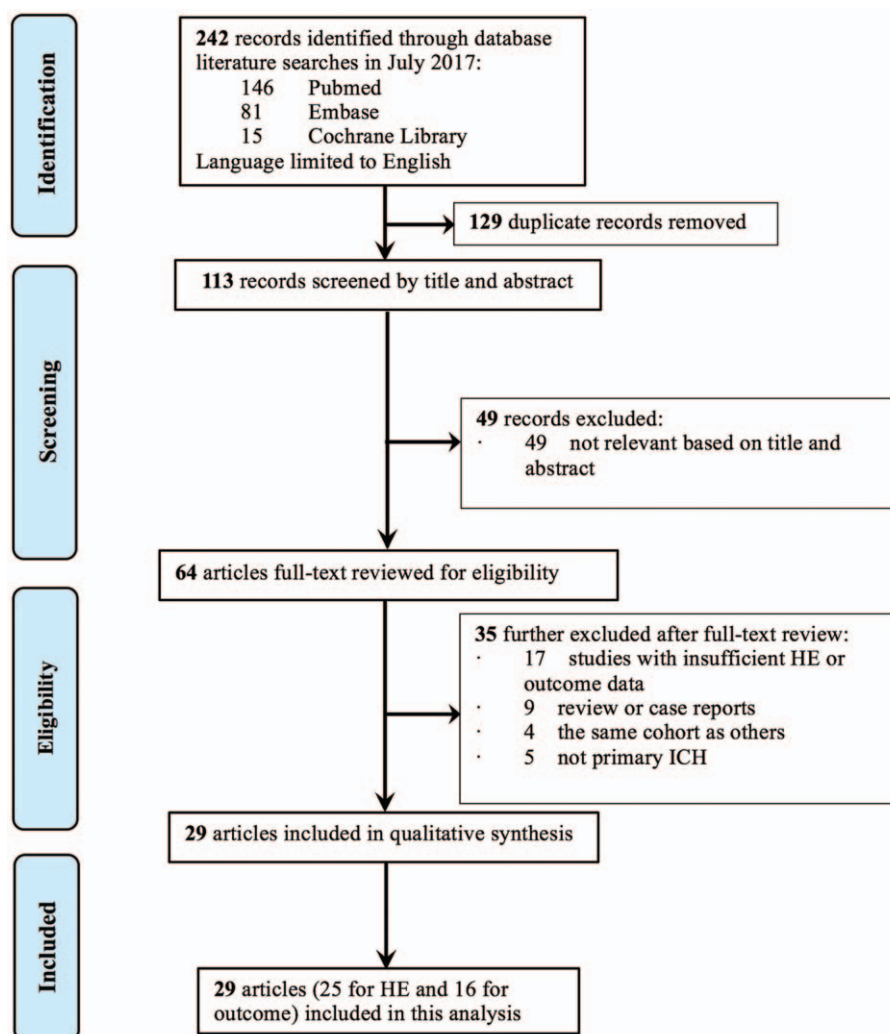 Identification
242 records identified through database
literature searches in July 2017:
146 Pubmed
81 Embase
15 Cochrane Library
Language limited to English
129 duplicate records removed
Screening
113 records screened by title and abstract
49 records excluded:
· 49 not relevant based on title and
abstract
64 articles full-text reviewed for eligibility
Eligibility
35 further excluded after full-text review:
· 17 studies with insufficient HE or
outcome data
· 9 review or case reports
· 4 the same cohort as others
· 5 not primary ICH
29 articles included in qualitative synthesis
Included
29 articles (25 for HE and 16 for
outcome) included in this analysis